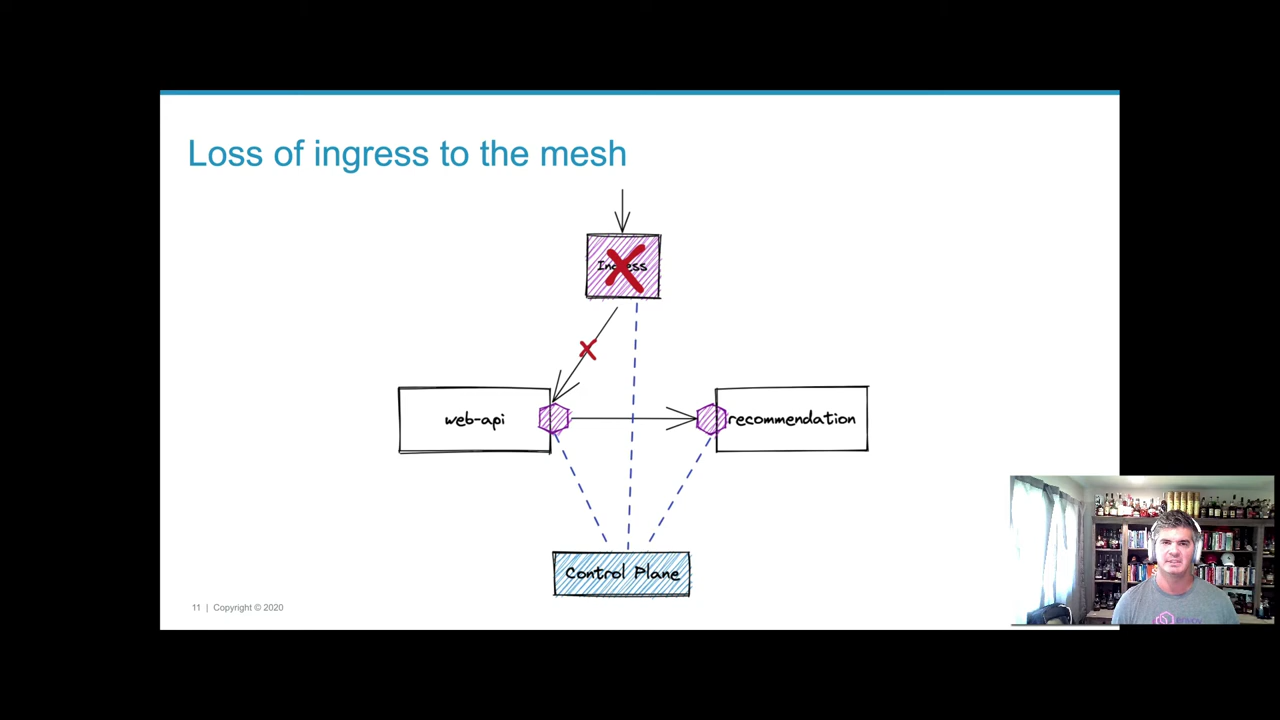 Loss of ingress to the mesh
Ingress
web-api
recommendation
Control Plane
11 | Copyright © 2020